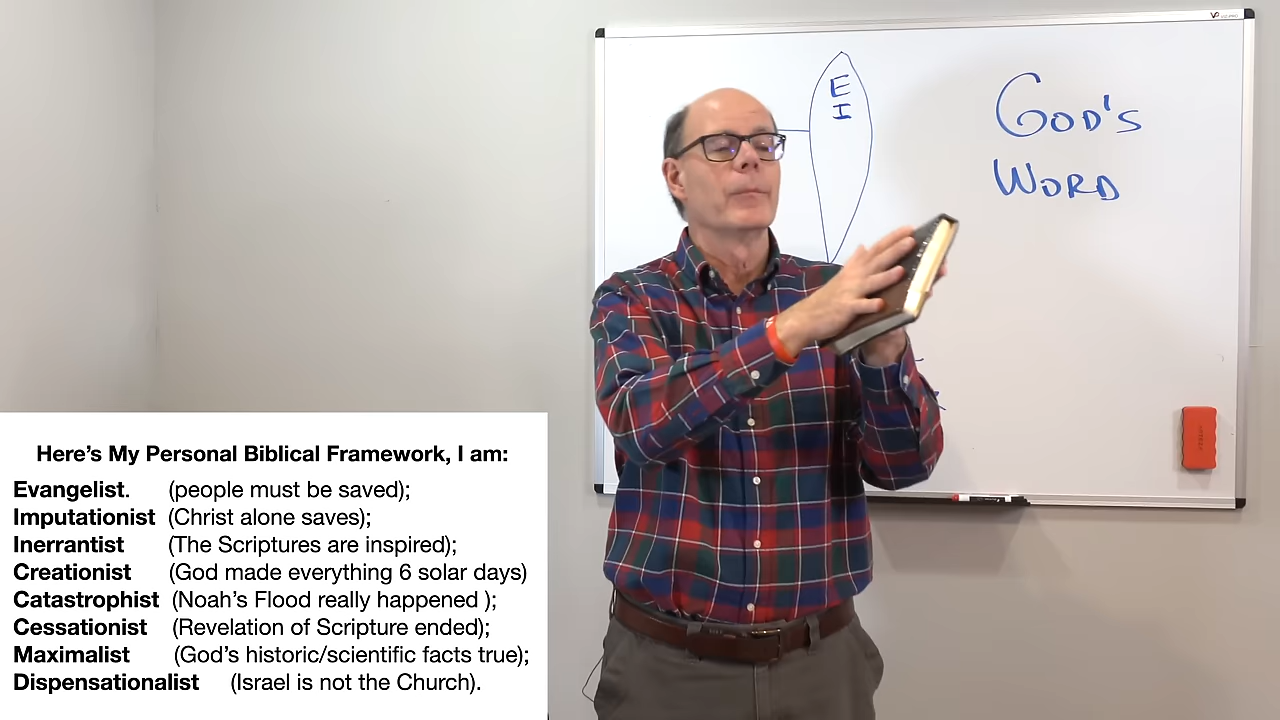 E
I
GOD'S
WORD
Here's My Personal Biblical Framework, I am:
Evangelist. (people must be saved);
Imputationist (Christ alone saves);
Inerrantist (The Scriptures are inspired);
Creationist (God made everything 6 solar days)
Catastrophist (Noah's Flood really happened );
Cessationist (Revelation of Scripture ended);
Maximalist (God's historic/scientific facts true);
Dispensationalist (Israel is not the Church).